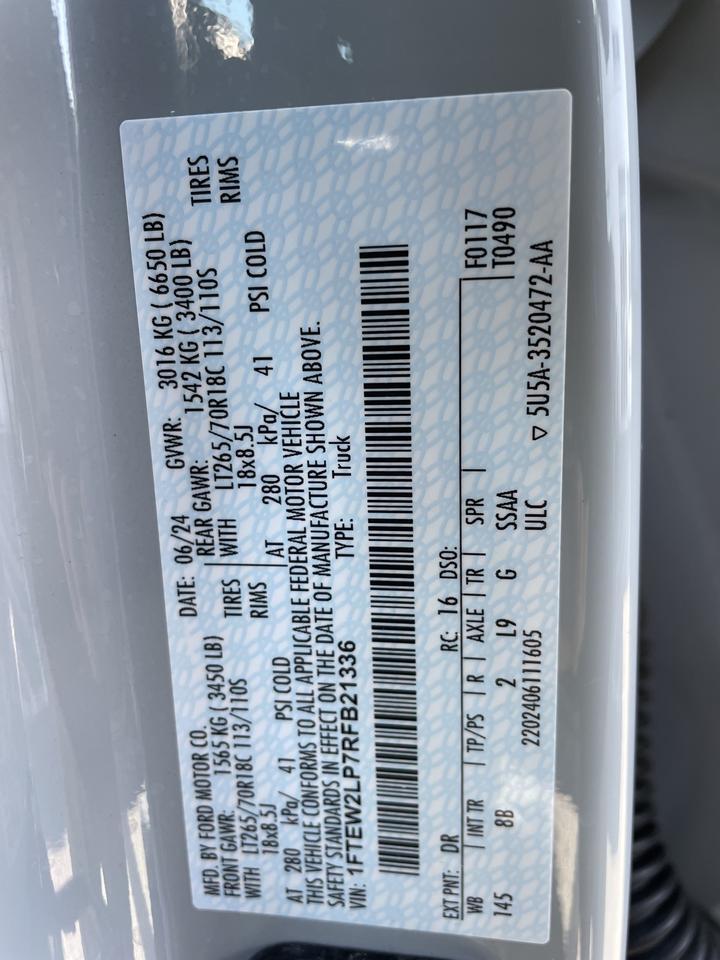 MFD. BY FORD MOTOR CO. DATE: 06/24 GVWR: 3016 KG ( 6650 LB)
FRONT GAWR: 1565 KG ( 3450 LB) REAR GAWR: 1542 KG ( 3400 LB)
WITH LT265/70R18C 113/110S TIRES WITH LT265/70R18C 113/110S TIRES
18x8.5J RIMS 18x8.5J RIMS
AT 280 kPa/ 41 PSI COLD AT 280 kPa/ 41 PSI COLD
THIS VEHICLE CONFORMS TO ALL APPLICABLE FEDERAL MOTOR VEHICLE
SAFETY STANDARDS IN EFFECT ON THE DATE OF MANUFACTURE SHOWN ABOVE.
VIN: 1FTEW2LP7RFB21336 TYPE: Truck
EXT PNT: DR RC: 16 DSO: F0117
WB | INT TR | TP/PS | R | AXLE | TR | SPR | T0490
145 8B 2 L9 G SSAA
2202406111605 ULC ▽ 5U5A-3520472-AA